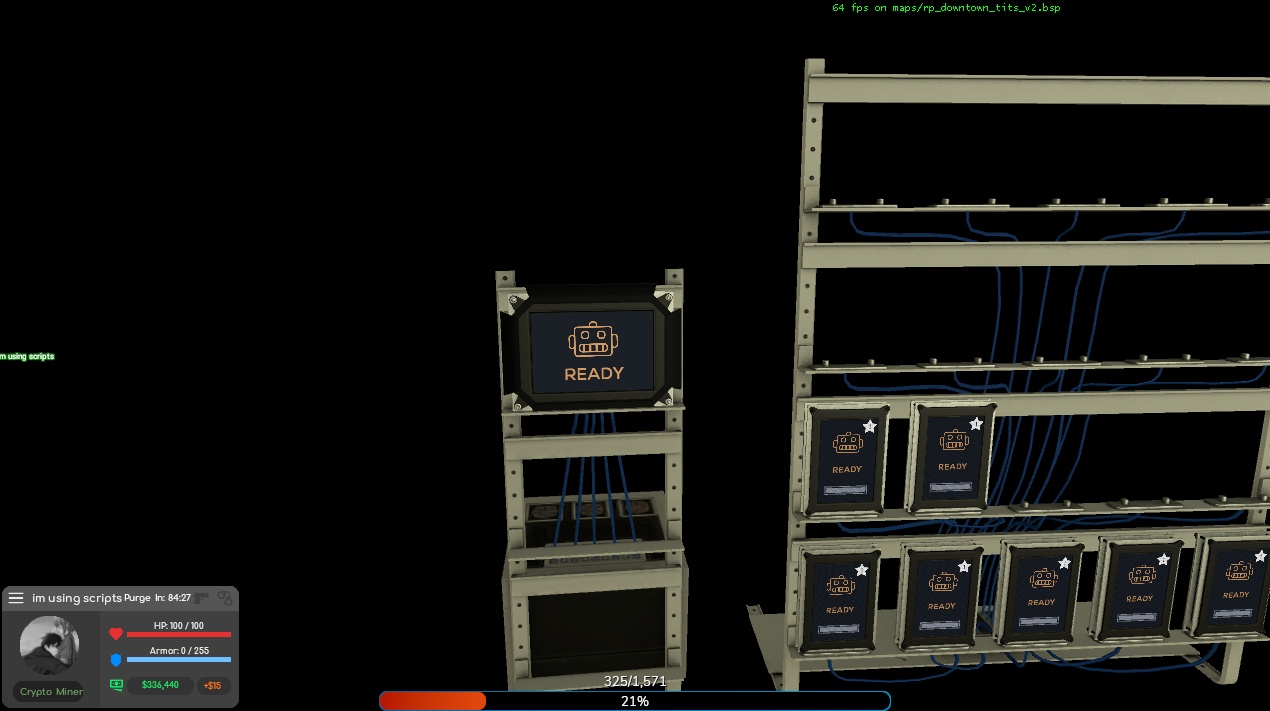 64 fps on maps/rp_downtown_tits_v2.bsp
READY
m using scripts
READY
READY
READY
READY
READY
READY
READY
im using scripts Purge In: 84:27
HP: 100 / 100
Armor: 0 / 255
$336,440 +$15
Crypto Miner
325/1,571
21%